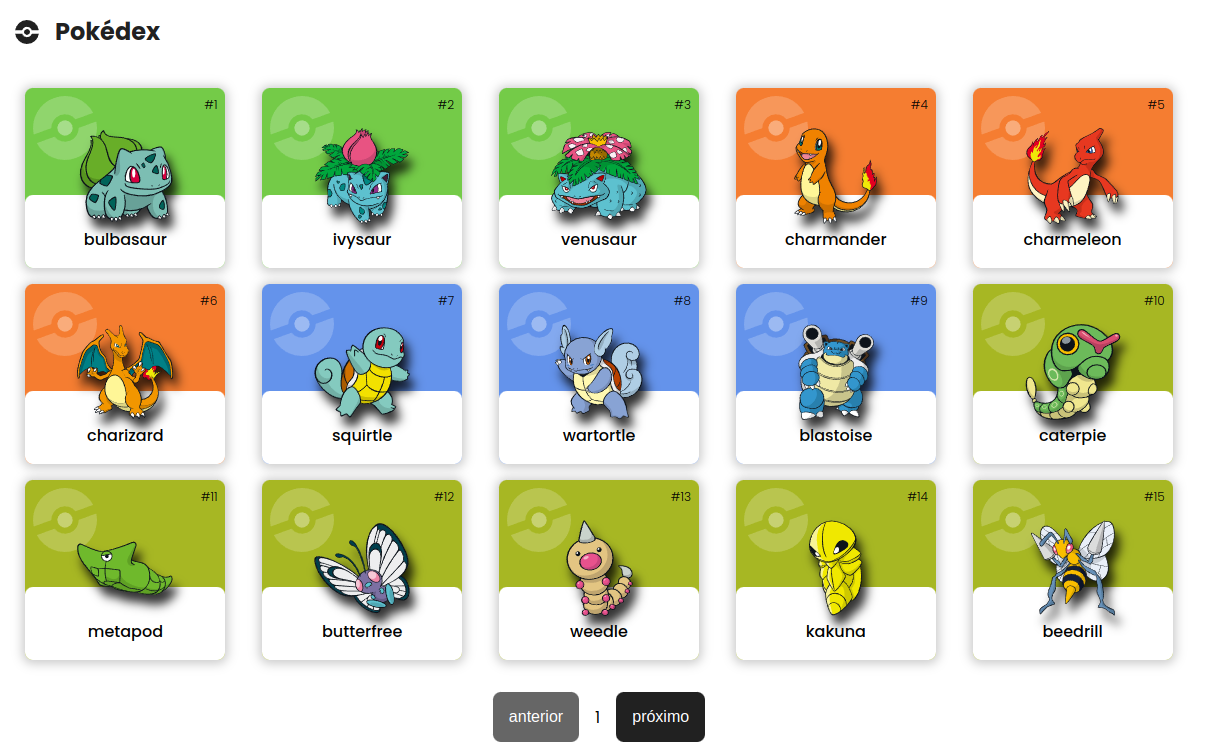 Pokédex
#1
bulbasaur
#2
ivysaur
#3
venusaur
#4
charmander
#5
charmeleon
#6
charizard
#7
squirtle
#8
wartortle
#9
blastoise
#10
caterpie
#11
metapod
#12
butterfree
#13
weedle
#14
kakuna
#15
beedrill
anterior 1 próximo